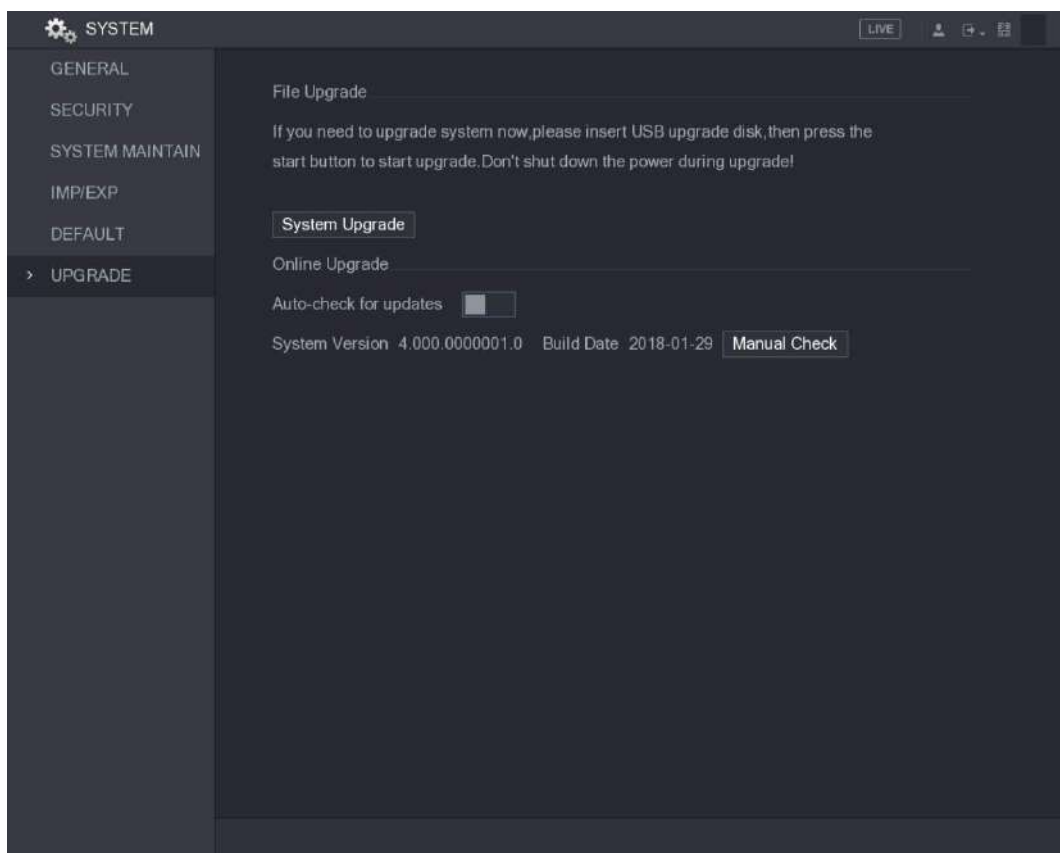 SYSTEM
LIVE
GENERAL
SECURITY
SYSTEM MAINTAIN
IMP/EXP
DEFAULT
UPGRADE
File Upgrade
If you need to upgrade system now,please insert USB upgrade disk,then press the
start button to start upgrade.Don't shut down the power during upgrade!
System Upgrade
Online Upgrade
Auto-check for updates
System Version 4.000.0000001.0 Build Date 2018-01-29 Manual Check